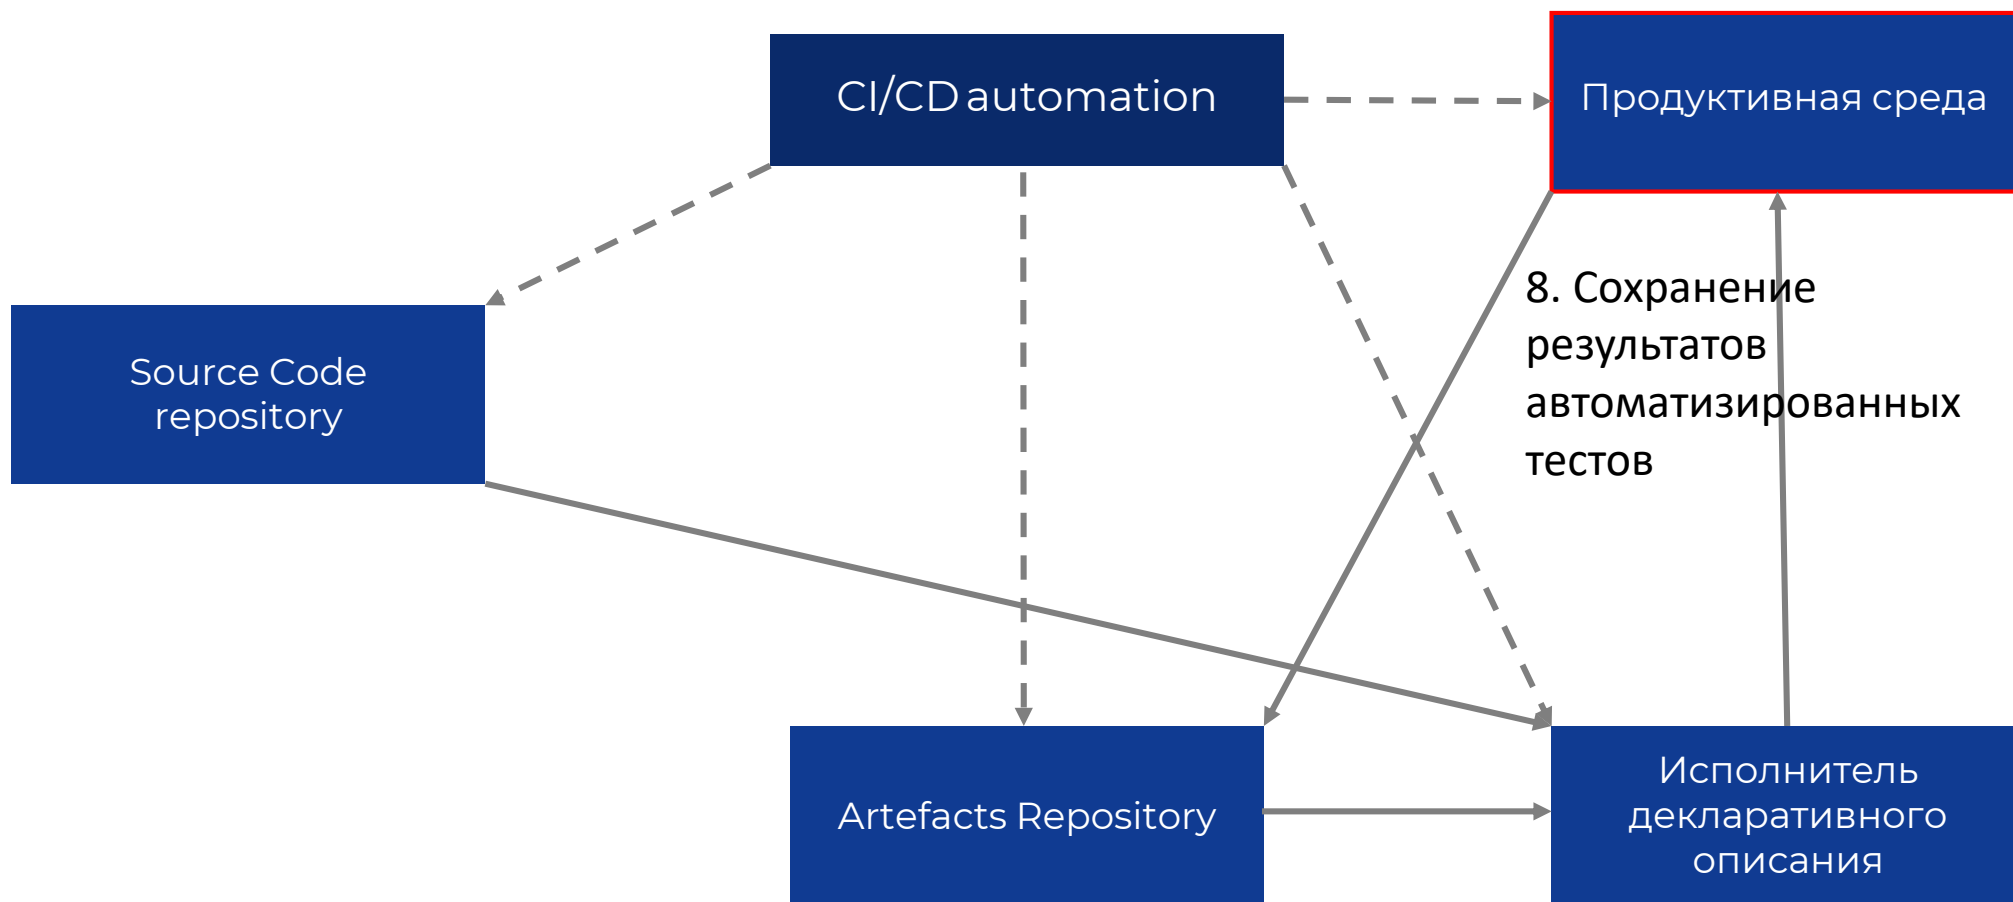 CI/CD automation
Продуктивная среда
8. Сохранение
результатов
автоматизированных
тестов
Source Code
repository
Artefacts Repository
Исполнитель
декларативного
описания